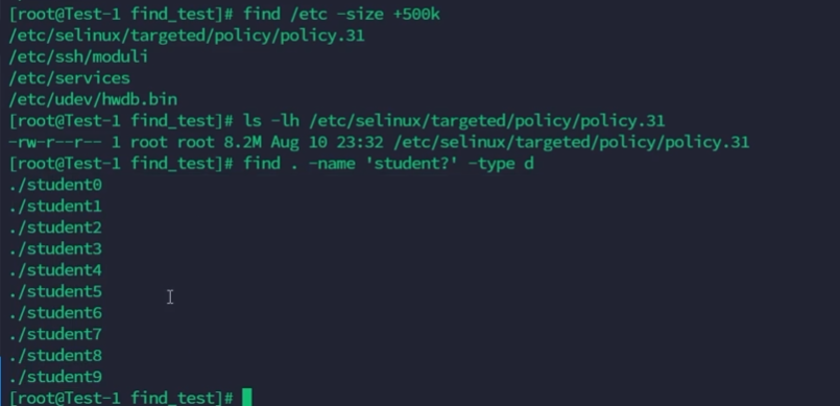 [root@Test-1 find_test]# find /etc -size +500k
/etc/selinux/targeted/policy/policy.31
/etc/ssh/moduli
/etc/services
/etc/udev/hwdb.bin
[root@Test-1 find_test]# ls -lh /etc/selinux/targeted/policy/policy.31
-rw-r--r-- 1 root root 8.2M Aug 10 23:32 /etc/selinux/targeted/policy/policy.31
[root@Test-1 find_test]# find . -name 'student?' -type d
./student0
./student1
./student2
./student3
./student4
./student5
./student6
./student7
./student8
./student9
[root@Test-1 find_test]#